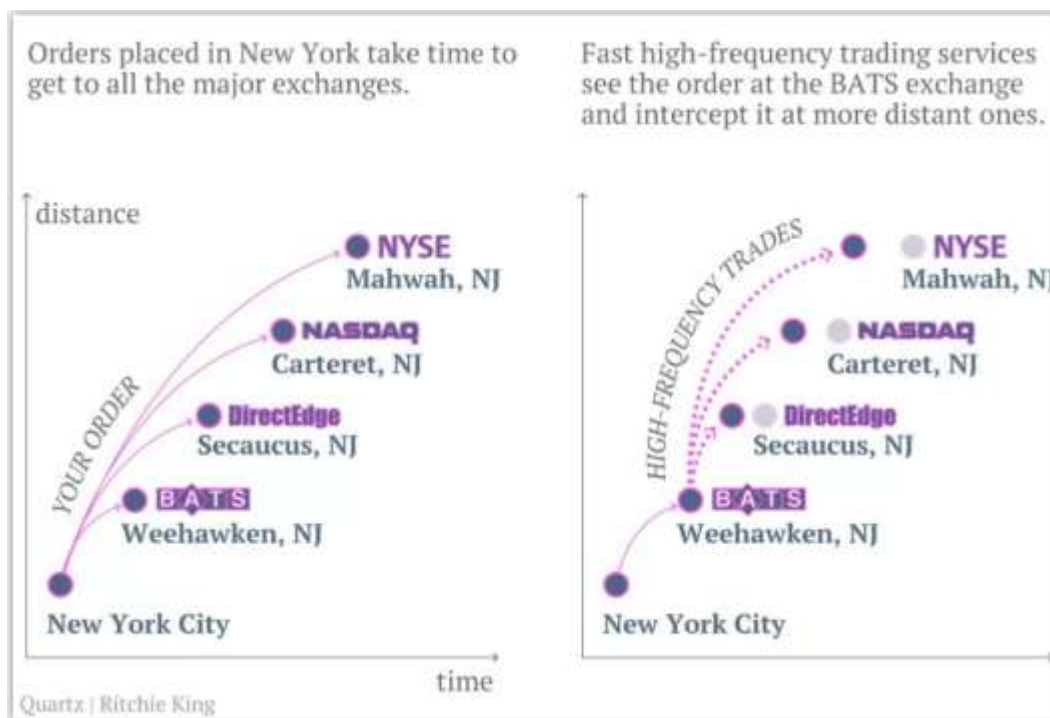 Orders placed in New York take time to
get to all the major exchanges.
distance
NYSE
Mahwah, NJ
NASDAQ
Carteret, NJ
YOUR ORDER
DirectEdge
Secaucus, NJ
BATS
Weehawken, NJ
New York City
time
Fast high-frequency trading services
see the order at the BATS exchange
and intercept it at more distant ones.
HIGH-FREQUENCY TRADES
NYSE
Mahwah, NJ
NASDAQ
Carteret, NJ
DirectEdge
Secaucus, NJ
BATS
Weehawken, NJ
New York City
Quartz | Ritchie King